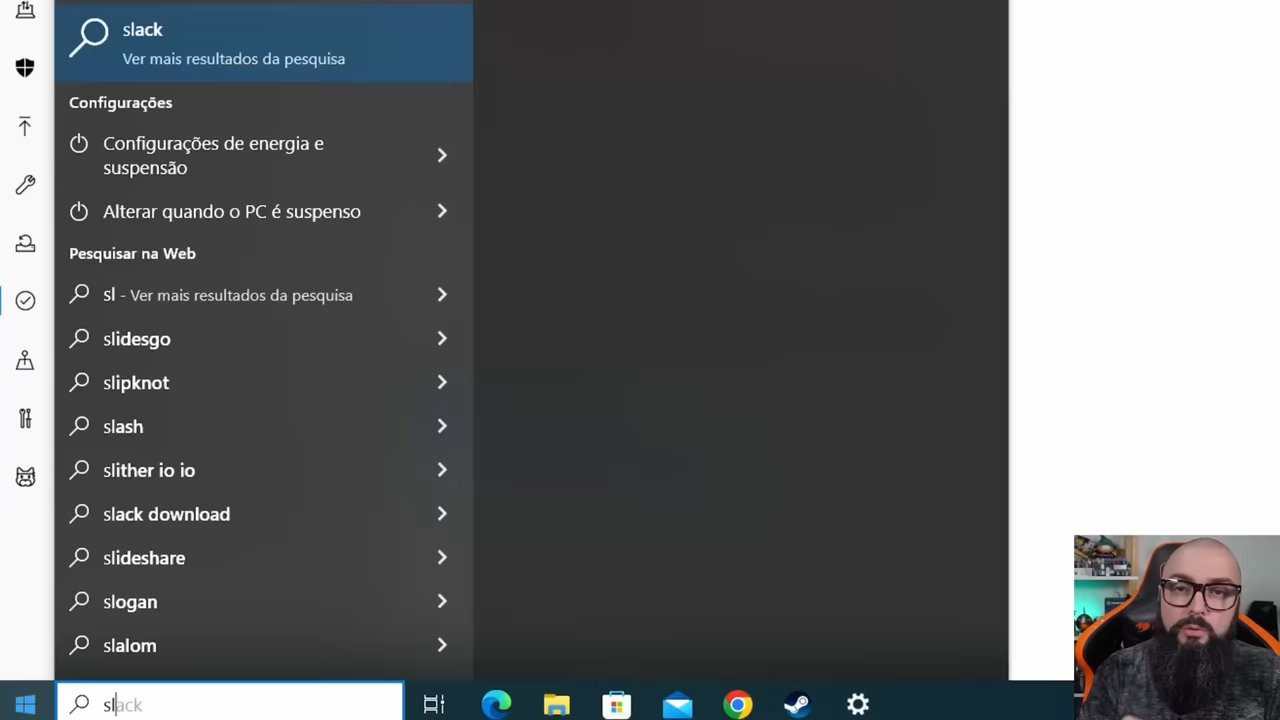 slack
Ver mais resultados da pesquisa
Configurações
Configurações de energia e
suspensão
Alterar quando o PC é suspenso
Pesquisar na Web
sl - Ver mais resultados da pesquisa
slidesgo
slipknot
slash
slither io io
slack download
slideshare
slogan
slalom
slack